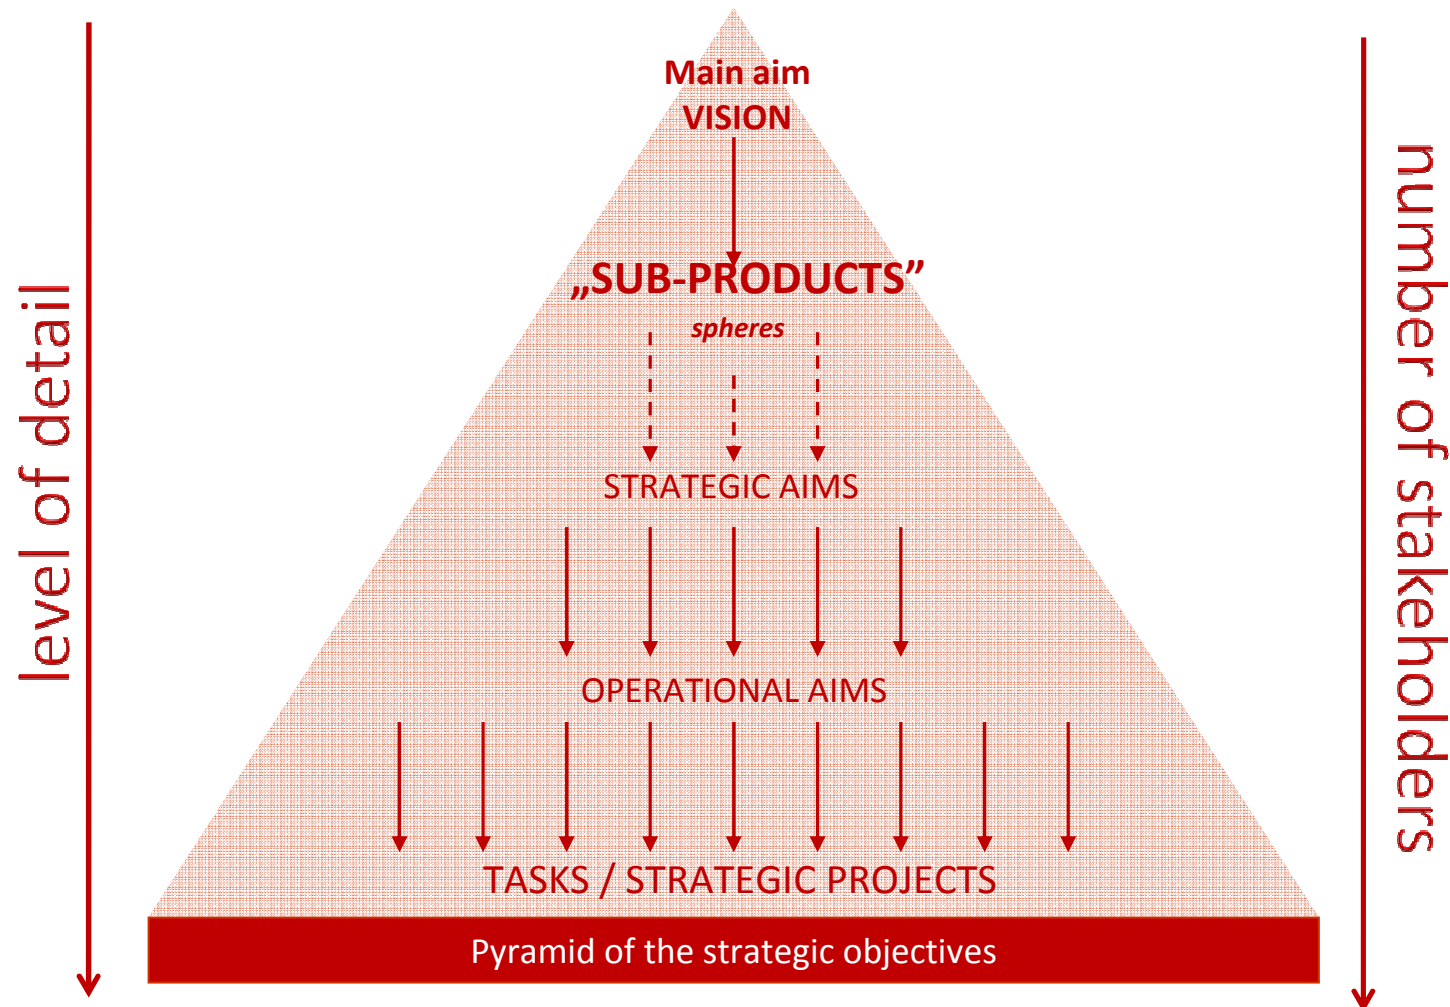 Main aim
VISION
„SUB-PRODUCTS”
spheres
STRATEGIC AIMS
OPERATIONAL AIMS
TASKS / STRATEGIC PROJECTS
Pyramid of the strategic objectives
level of detail
number of stakeholders